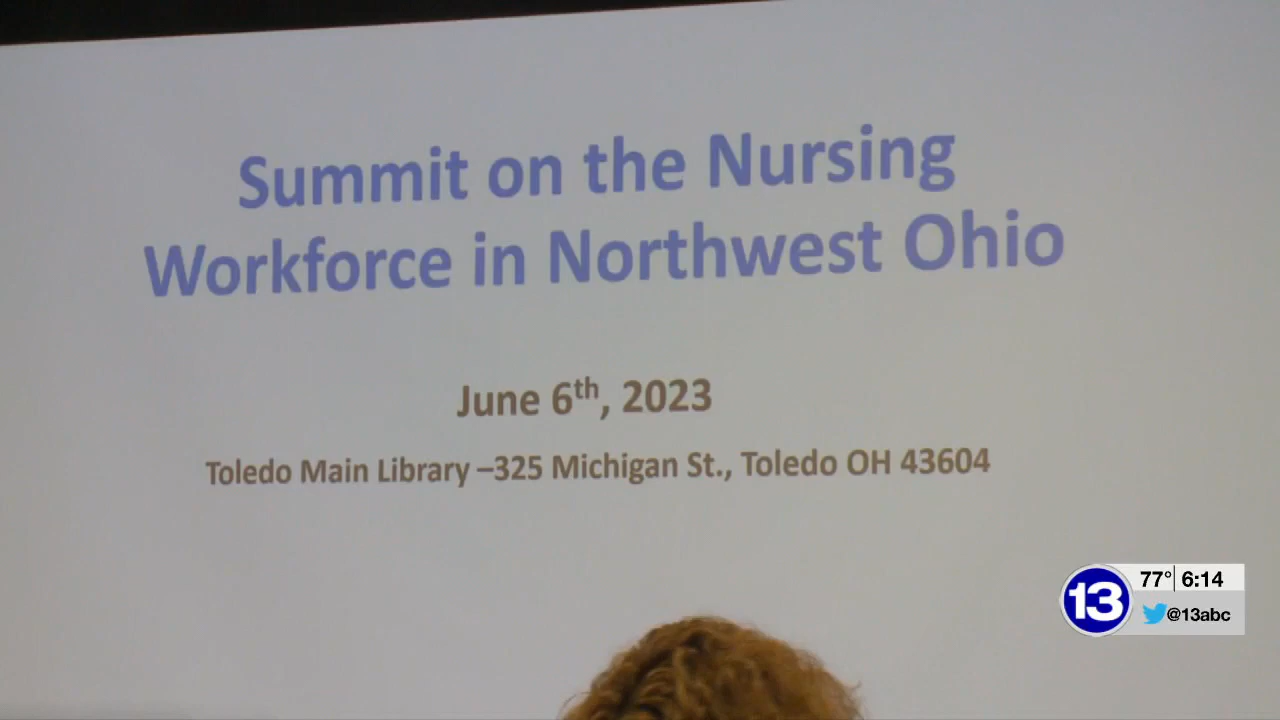 Summit on the Nursing
Workforce in Northwest Ohio
June 6th, 2023
Toledo Main Library –325 Michigan St., Toledo OH 43604
13 77° 6:14
@13abc